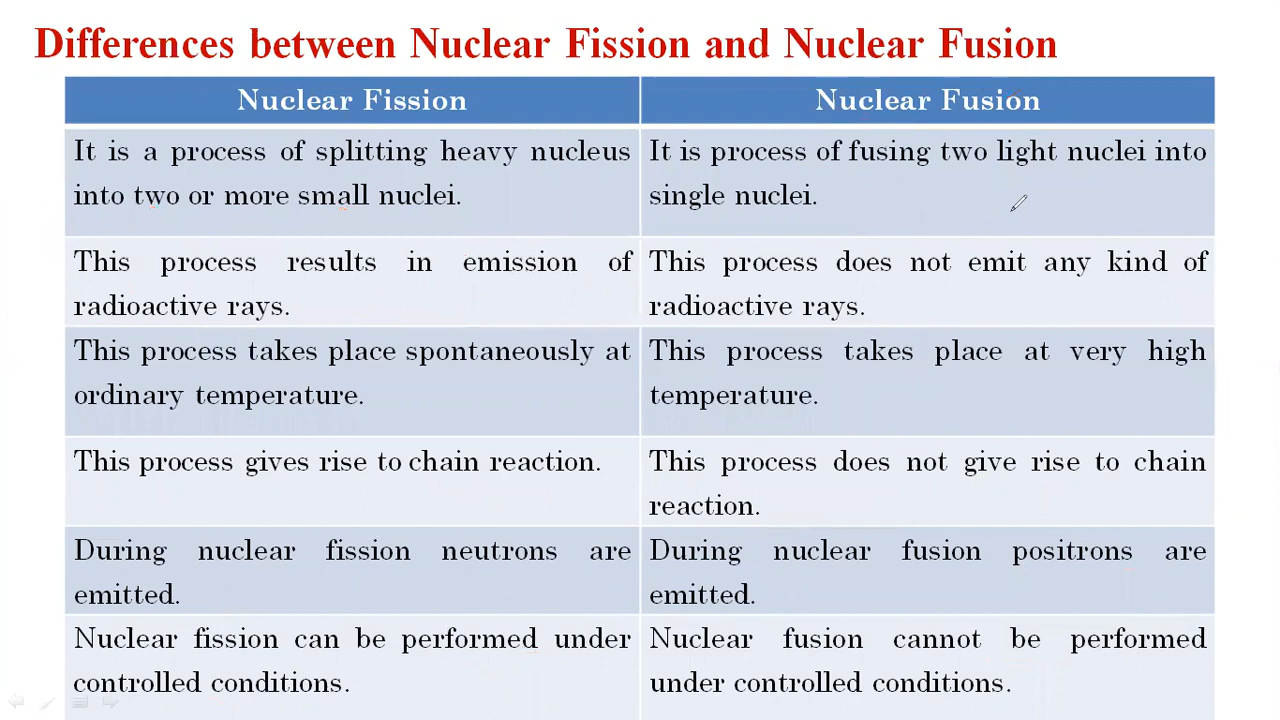 Differences between Nuclear Fission and Nuclear Fusion
Nuclear Fission
Nuclear Fusion
It is a process of splitting heavy nucleus
into two or more small nuclei.
It is process of fusing two light nuclei into
single nuclei.
This process results in emission of
radioactive rays.
This process does not emit any kind of
radioactive rays.
This process takes place spontaneously at
ordinary temperature.
This process takes place at very high
temperature.
This process gives rise to chain reaction.
This process does not give rise to chain
reaction.
During nuclear fission neutrons are
emitted.
During nuclear fusion positrons are
emitted.
Nuclear fission can be performed under
controlled conditions.
Nuclear fusion cannot be performed
under controlled conditions.